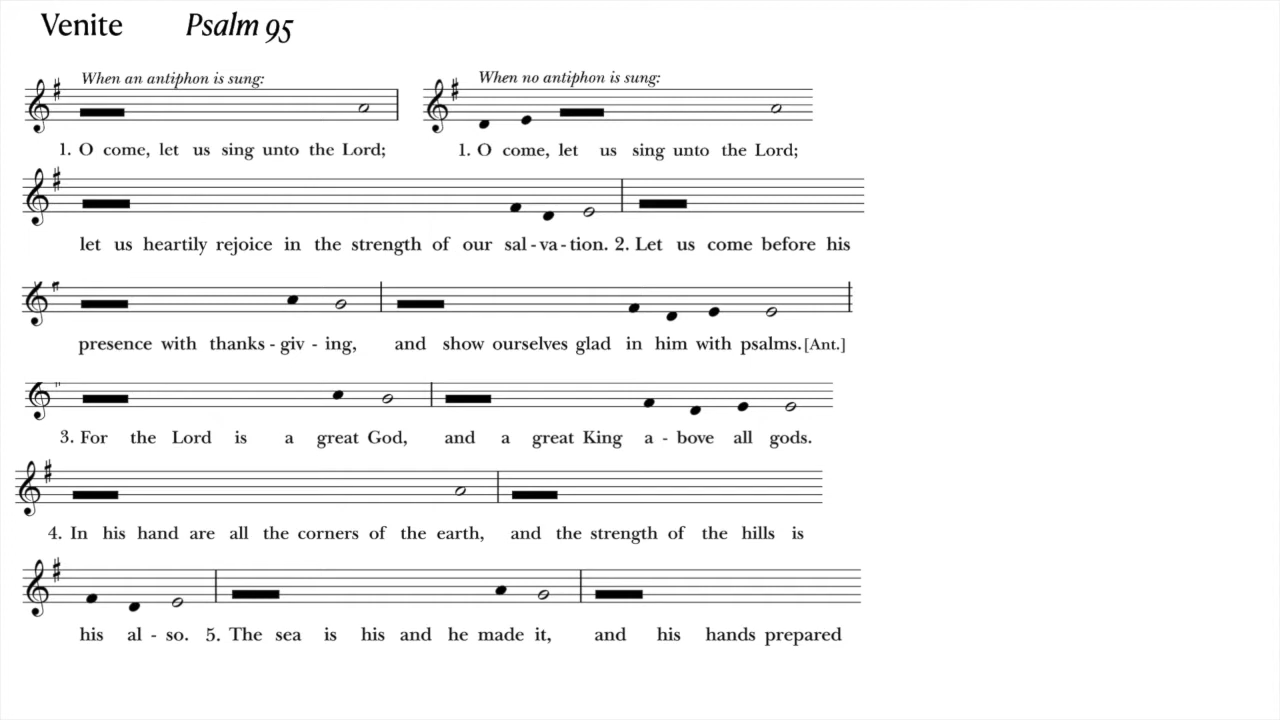 Venite Psalm 95
When an antiphon is sung: When no antiphon is sung:
1. O come, let us sing unto the Lord; 1. O come, let us sing unto the Lord;
let us heartily rejoice in the strength of our sal - va - tion. 2. Let us come before his
presence with thanks - giv - ing, and show ourselves glad in him with psalms. [Ant.]
3. For the Lord is a great God, and a great King a - bove all gods.
4. In his hand are all the corners of the earth, and the strength of the hills is
his al - so. 5. The sea is his and he made it, and his hands prepared